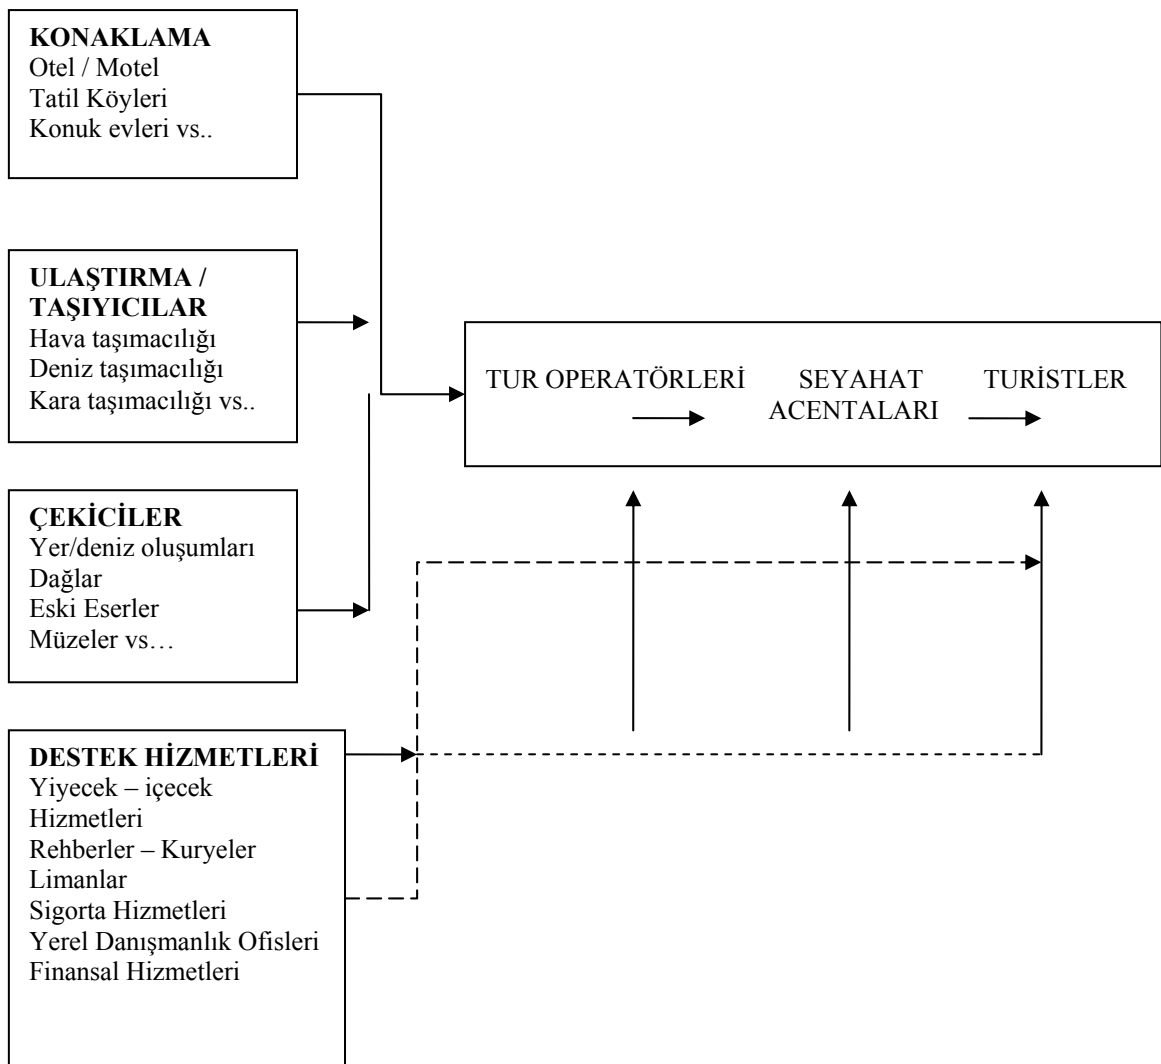 KONAKLAMA
Otel / Motel
Tatil Köyleri
Konuk evleri vs..
ULAŞTIRMA /
TAŞIYICILAR
Hava taşımacılığı
Deniz taşımacılığı
Kara taşımacılığı vs..
TUR OPERATÖRLERİ
SEYAHAT
ACENTALARI
TURİSTLER
ÇEKİCİLER
Yer/deniz oluşumları
Dağlar
Eski Eserler
Müzeler vs…
DESTEK HİZMETLERİ
Yiyecek – içecek
Hizmetleri
Rehberler – Kuryeler
Limanlar
Sigorta Hizmetleri
Yerel Danışmanlık Ofisleri
Finansal Hizmetleri